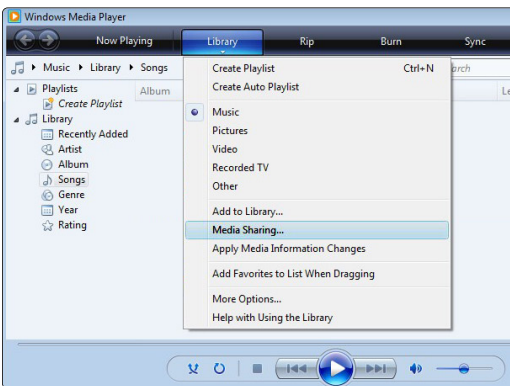 Windows Media Player
Now Playing Library Rip Burn Sync
Music Library Songs
Playlists
Create Playlist
Library
Recently Added
Artist
Album
Songs
Genre
Year
Rating
Album
Create Playlist Ctrl+N
Create Auto Playlist
Music
Pictures
Video
Recorded TV
Other
Add to Library...
Media Sharing...
Apply Media Information Changes
Add Favorites to List When Dragging
More Options...
Help with Using the Library